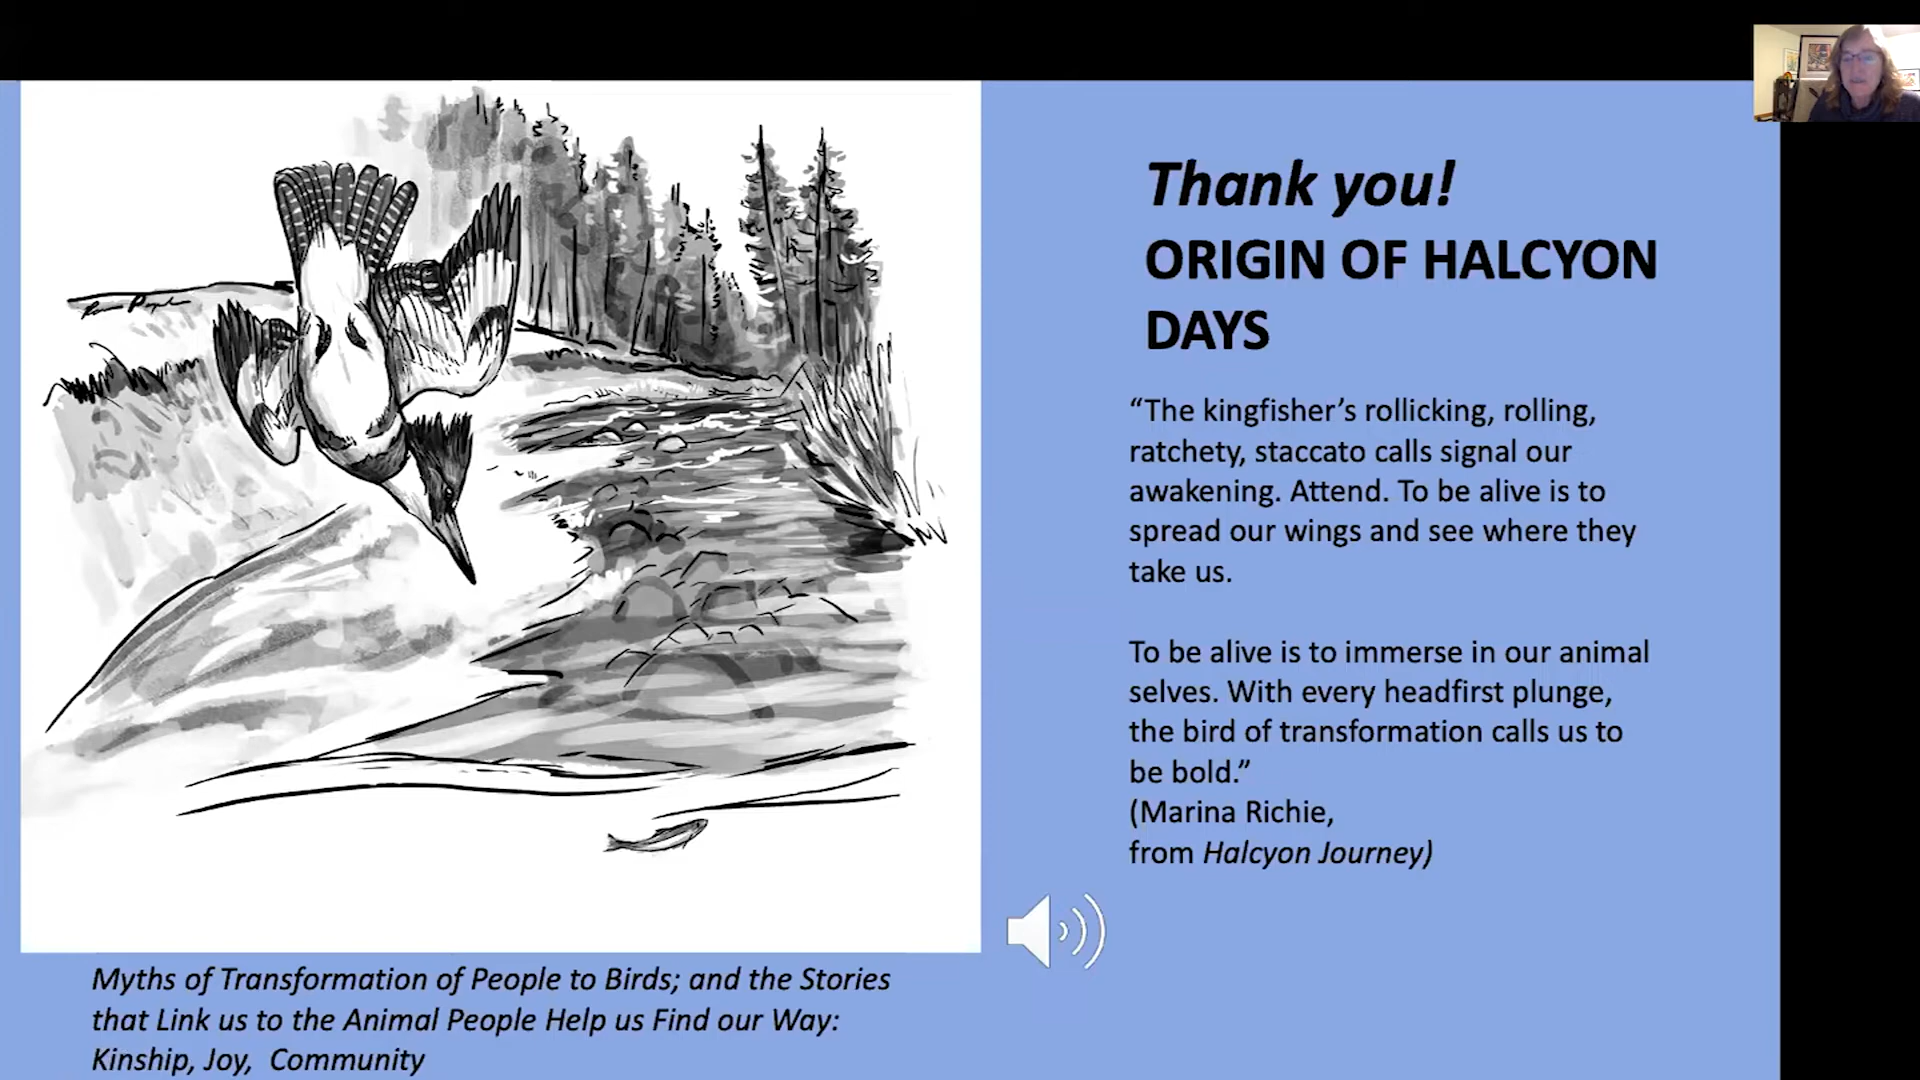 Thank you!
ORIGIN OF HALCYON
DAYS
“The kingfisher’s rollicking, rolling,
ratchety, staccato calls signal our
awakening. Attend. To be alive is to
spread our wings and see where they
take us.
To be alive is to immerse in our animal
selves. With every headfirst plunge,
the bird of transformation calls us to
be bold.”
(Marina Richie,
from Halcyon Journey)
Myths of Transformation of People to Birds; and the Stories
that Link us to the Animal People Help us Find our Way:
Kinship, Joy,  Community